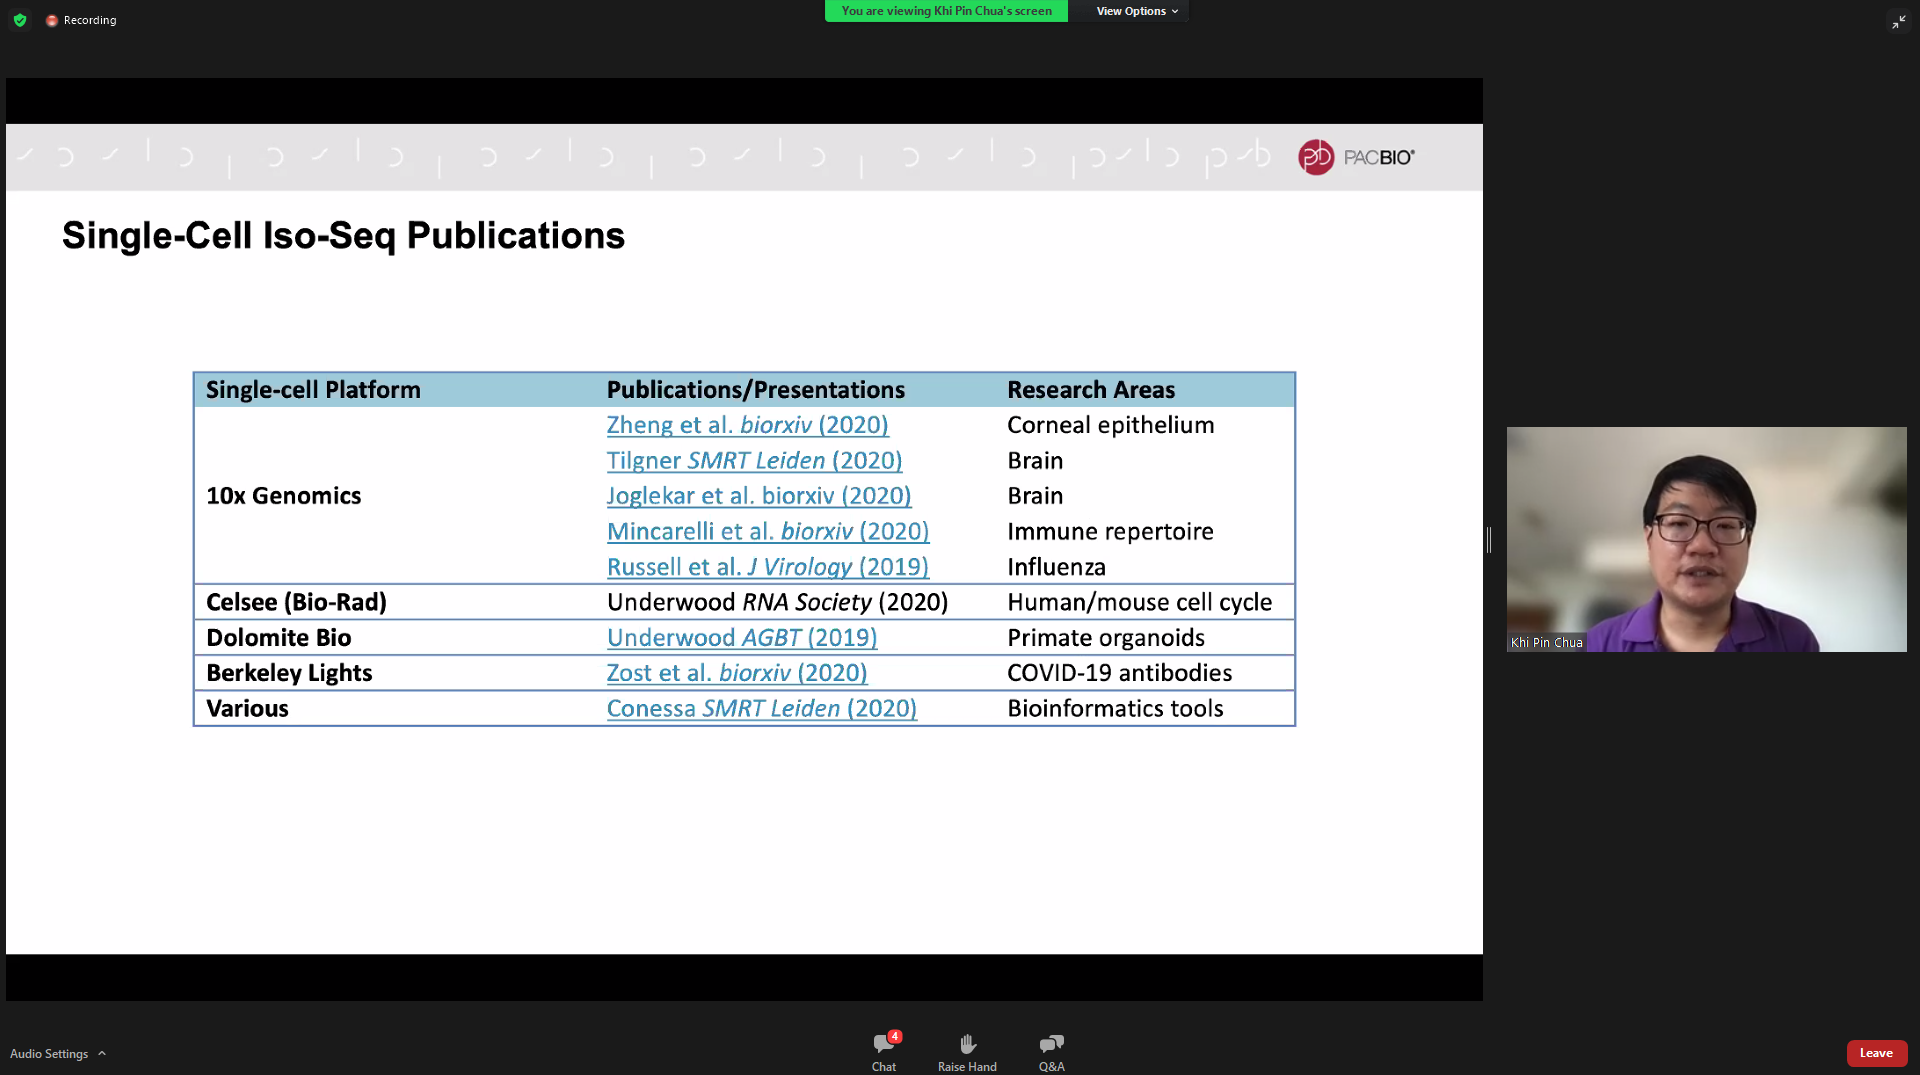 Recording
You are viewing Khi Pin Chua's screen
View Options
PACBIO®
Single-Cell Iso-Seq Publications
Single-cell Platform Publications/Presentations Research Areas
Zheng et al. biorxiv (2020) Corneal epithelium
Tilgner SMRT Leiden (2020) Brain
10x Genomics Joglekar et al. biorxiv (2020) Brain
Mincarelli et al. biorxiv (2020) Immune repertoire
Russell et al. J Virology (2019) Influenza
Celsee (Bio-Rad) Underwood RNA Society (2020) Human/mouse cell cycle
Dolomite Bio Underwood AGBT (2019) Primate organoids
Berkeley Lights Zost et al. biorxiv (2020) COVID-19 antibodies
Various Conessa SMRT Leiden (2020) Bioinformatics tools
Khi Pin Chua
Audio Settings
4
Chat
Raise Hand
Q&A
Leave